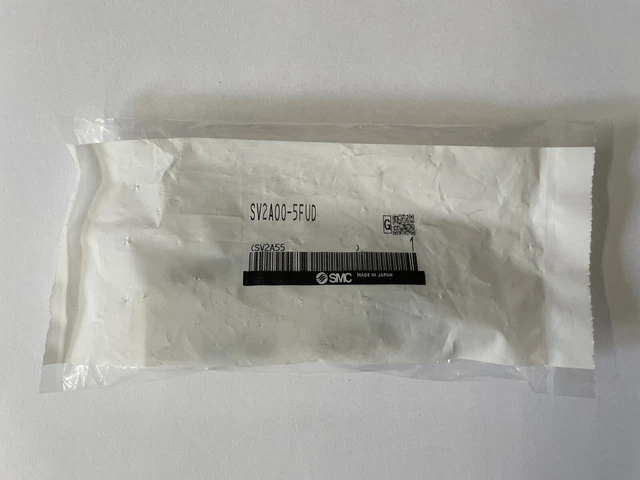 SV2A00-5FUD
G
(SV2A55 ) 1
SMC MADE IN JAPAN